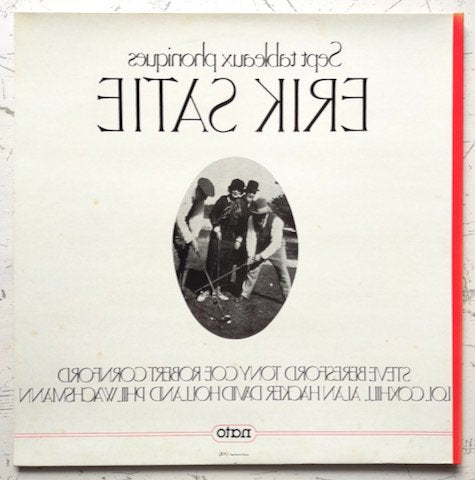 Sept tableaux phoniques
ERIK SATIE
STEVE BERESFORD TONY COE ROBERT CORNFORD
LOL COXHILL ALAN HACKER DAVID HOLLAND PHIL WACHSMANN
nato